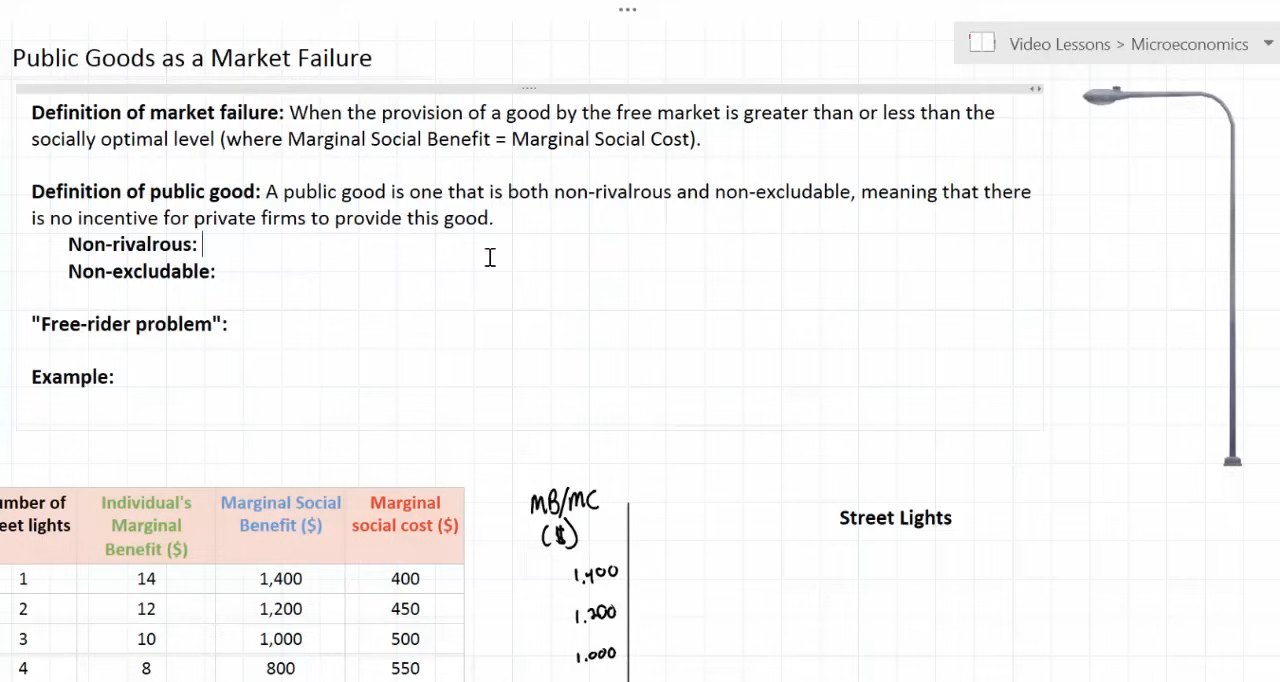 Public Goods as a Market Failure
Video Lessons > Microeconomics
Definition of market failure: When the provision of a good by the free market is greater than or less than the
socially optimal level (where Marginal Social Benefit = Marginal Social Cost).
Definition of public good: A public good is one that is both non-rivalrous and non-excludable, meaning that there
is no incentive for private firms to provide this good.
Non-rivalrous:
Non-excludable:
"Free-rider problem":
Example:
umber of
eet lights
Individual's
Marginal
Benefit ($)
Marginal Social
Benefit ($)
Marginal
social cost ($)
1 14 1,400 400
2 12 1,200 450
3 10 1,000 500
4 8 800 550
MB/MC
($)
1,400
1,200
1,000
Street Lights